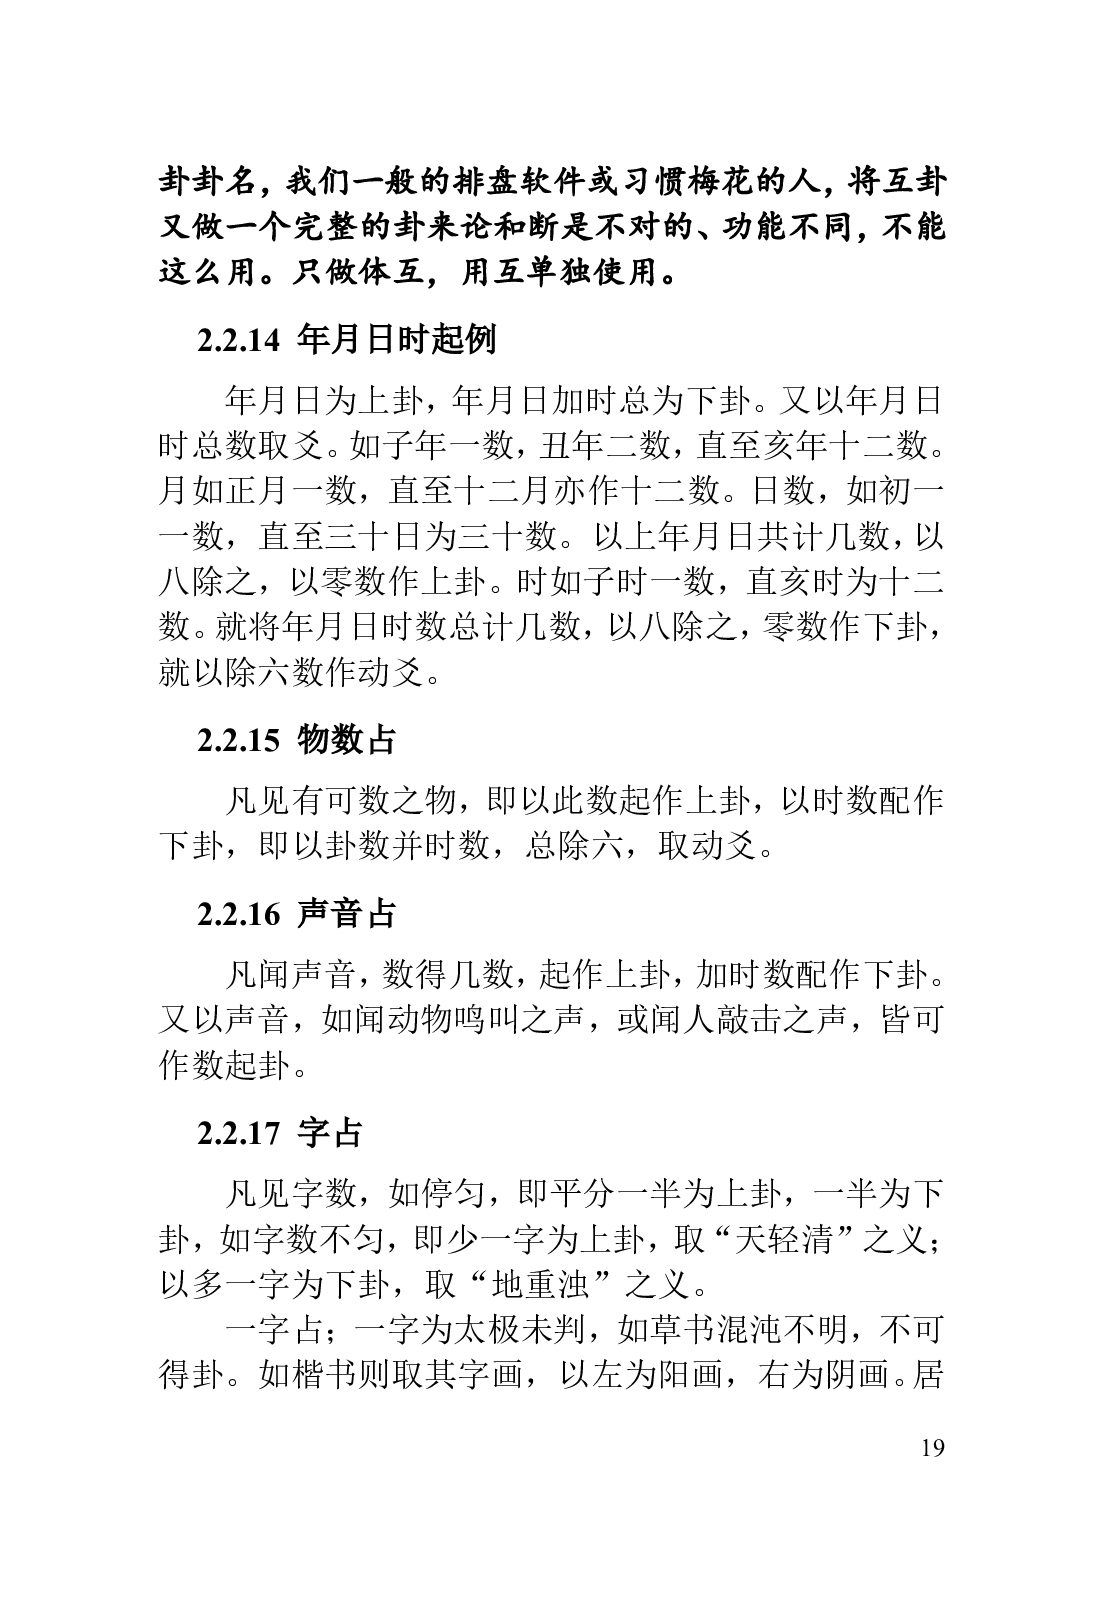 卦卦名，我们一般的排盘软件或习惯梅花的人，将互卦
又做一个完整的卦来论和断是不对的、功能不同，不能
这么用。只做体互，用互单独使用。
2.2.14 年月日时起例
年月日为上卦，年月日加时总为下卦。又以年月日
时总数取爻。如子年一数，丑年二数，直至亥年十二数。
月如正月一数，直至十二月亦作十二数。日数，如初一
一数，直至三十日为三十数。以上年月日共计几数，以
八除之，以零数作上卦。时如子时一数，直亥时为十二
数。就将年月日时数总计几数，以八除之，零数作下卦，
就以除六数作动爻。
2.2.15 物数占
凡见有可数之物，即以此数起作上卦，以时数配作
下卦，即以卦数并时数，总除六，取动爻。
2.2.16 声音占
凡闻声音，数得几数，起作上卦，加时数配作下卦。
又以声音，如闻动物鸣叫之声，或闻人敲击之声，皆可
作数起卦。
2.2.17 字占
凡见字数，如停匀，即平分一半为上卦，一半为下
卦，如字数不匀，即少一字为上卦，取“天轻清”之义；
以多一字为下卦，取“地重浊”之义。
一字占；一字为太极未判，如草书混沌不明，不可
得卦。如楷书则取其字画，以左为阳画，右为阴画。居
19